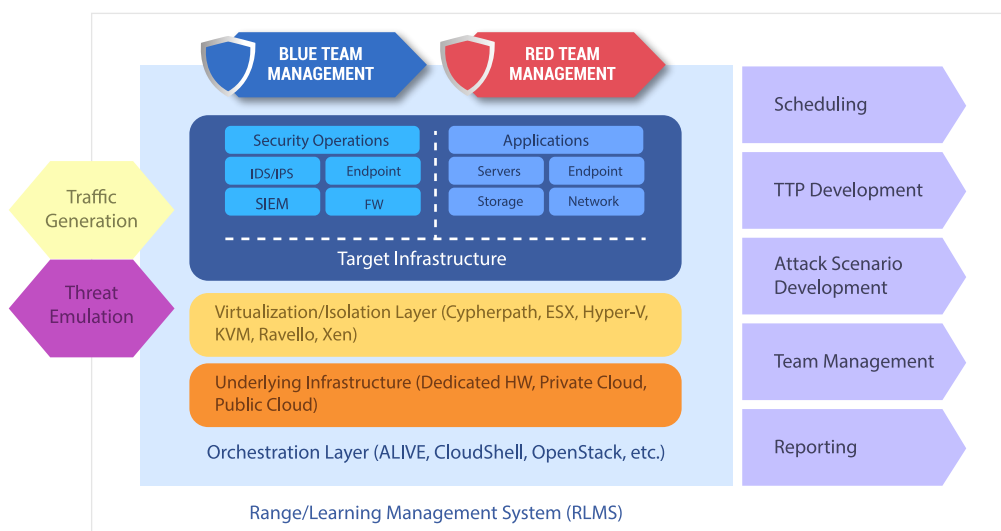 BLUE TEAM
MANAGEMENT
RED TEAM
MANAGEMENT
Security Operations
IDS/IPS
Endpoint
SIEM
FW
Applications
Servers
Endpoint
Storage
Network
Target Infrastructure
Traffic
Generation
Threat
Emulation
Virtualization/Isolation Layer (Cypherpath, ESX, Hyper-V,
KVM, Ravello, Xen)
Underlying Infrastructure (Dedicated HW, Private Cloud,
Public Cloud)
Orchestration Layer (ALIVE, CloudShell, OpenStack, etc.)
Range/Learning Management System (RLMS)
Scheduling
TTP Development
Attack Scenario
Development
Team Management
Reporting